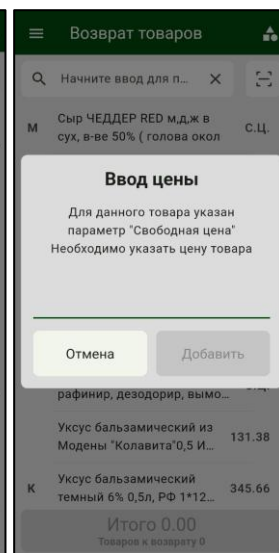 Возврат товаров
Начните ввод для п...
М
Сыр ЧЕДДЕР RED м,д,ж в
сух, в-ве 50% ( голова окол
С.Ц.
Ввод цены
Для данного товара указан
параметр "Свободная цена"
Необходимо указать цену товара
Отмена
Добавить
рафинир, дезодорир, вымо...
Уксус бальзамический из
Модены "Колавита"0,5 И...
131.38
К
Уксус бальзамический
темный 6% 0,5л, РФ 1*12...
345.66
Итого 0.00
Товаров к возврату 0